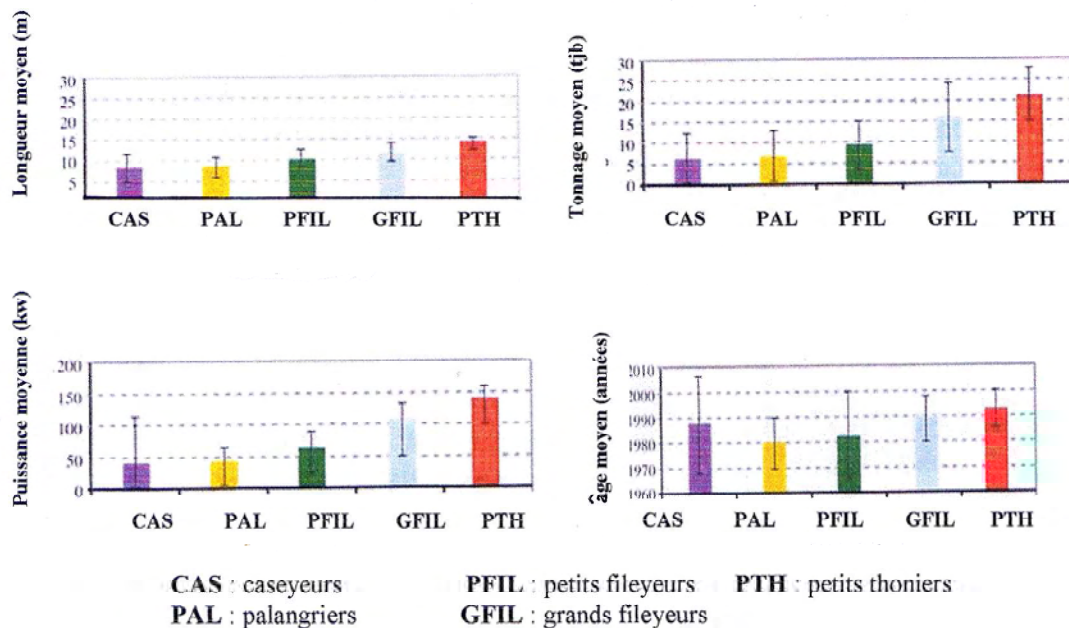 Longueur moyen (m)
30
25
20
15
10
5
CAS PAL PFIL GFIL PTH
Tonnage moyen (tjb)
30
25
20
15
10
5
0
CAS PAL PFIL GFIL PTH
Puissance moyenne (kw)
200
150
100
50
0
CAS PAL PFIL GFIL PTH
âge moyen (années)
2010
2000
1990
1980
1970
1960
CAS PAL PFIL GFIL PTH
CAS : caseyeurs PFIL : petits fileyeurs PTH : petits thoniers
PAL : palangriers GFIL : grands fileyeurs